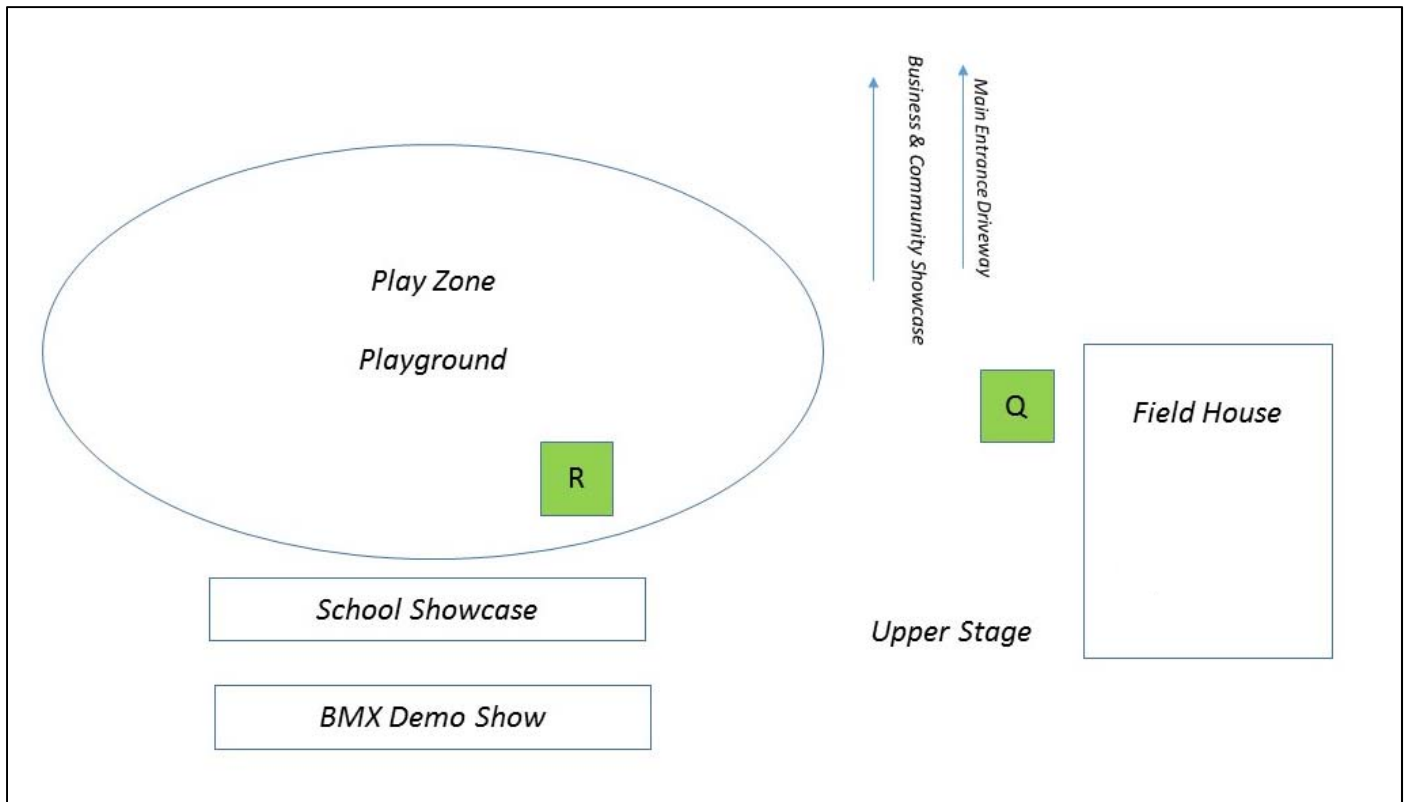 Business & Community Showcase
Main Entrance Driveway
Play Zone
Playground
Q
Field House
R
School Showcase
Upper Stage
BMX Demo Show